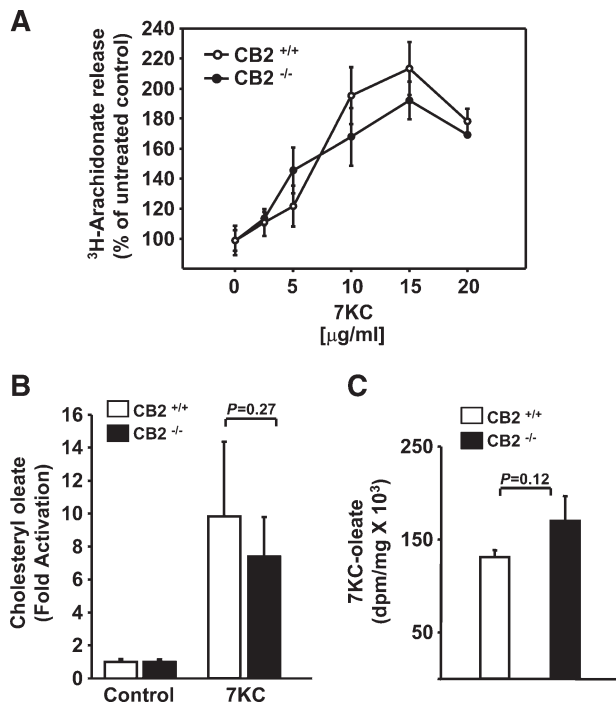 A
³H-Arachidonate release
(% of untreated control)
240
220
200
180
160
140
120
100
CB2 +/+
CB2 -/-
0 5 10 15 20
7KC
[µg/ml]
B
Cholesteryl oleate
(Fold Activation)
16
14
12
10
8
6
4
2
0
CB2 +/+
CB2 -/-
P=0.27
Control 7KC
C
7KC-oleate
(dpm/mg X 10³)
250
150
50
CB2 +/+
CB2 -/-
P=0.12